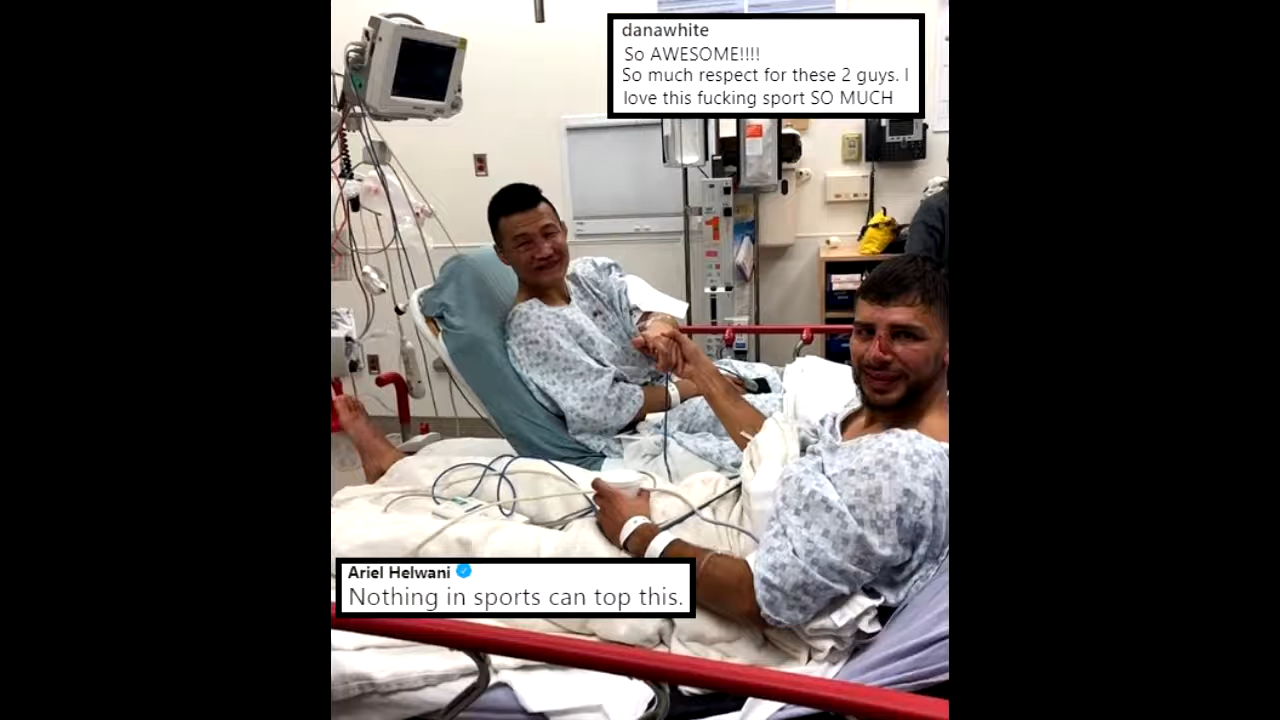 danawhite
So AWESOME!!!!
So much respect for these 2 guys. I
love this fucking sport SO MUCH
1
Ariel Helwani
Nothing in sports can top this.